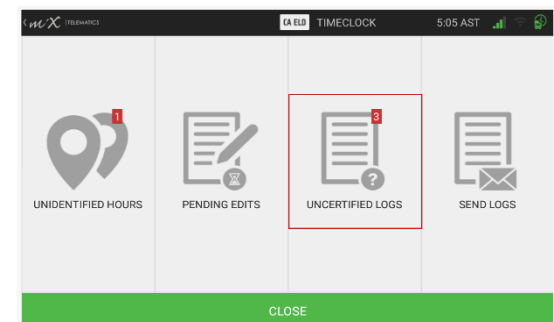 ‹ MiX |TELEMATICS
CA ELD TIMECLOCK
5:05 AST
1
UNIDENTIFIED HOURS
PENDING EDITS
3
?
UNCERTIFIED LOGS
SEND LOGS
CLOSE